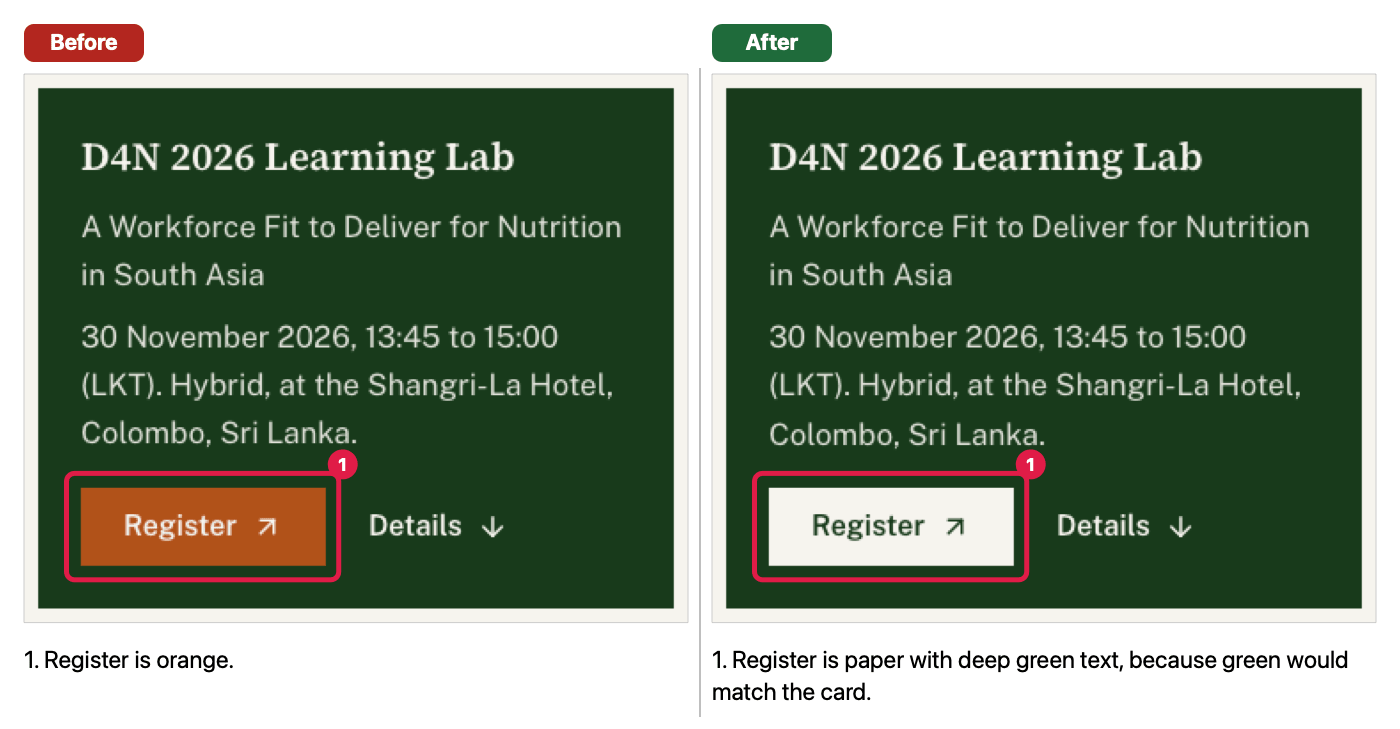 Before
D4N 2026 Learning Lab
A Workforce Fit to Deliver for Nutrition
in South Asia
30 November 2026, 13:45 to 15:00
(LKT). Hybrid, at the Shangri-La Hotel,
Colombo, Sri Lanka.
1
Register ↗ Details ↓
1. Register is orange.
After
D4N 2026 Learning Lab
A Workforce Fit to Deliver for Nutrition
in South Asia
30 November 2026, 13:45 to 15:00
(LKT). Hybrid, at the Shangri-La Hotel,
Colombo, Sri Lanka.
1
Register ↗ Details ↓
1. Register is paper with deep green text, because green would
match the card.